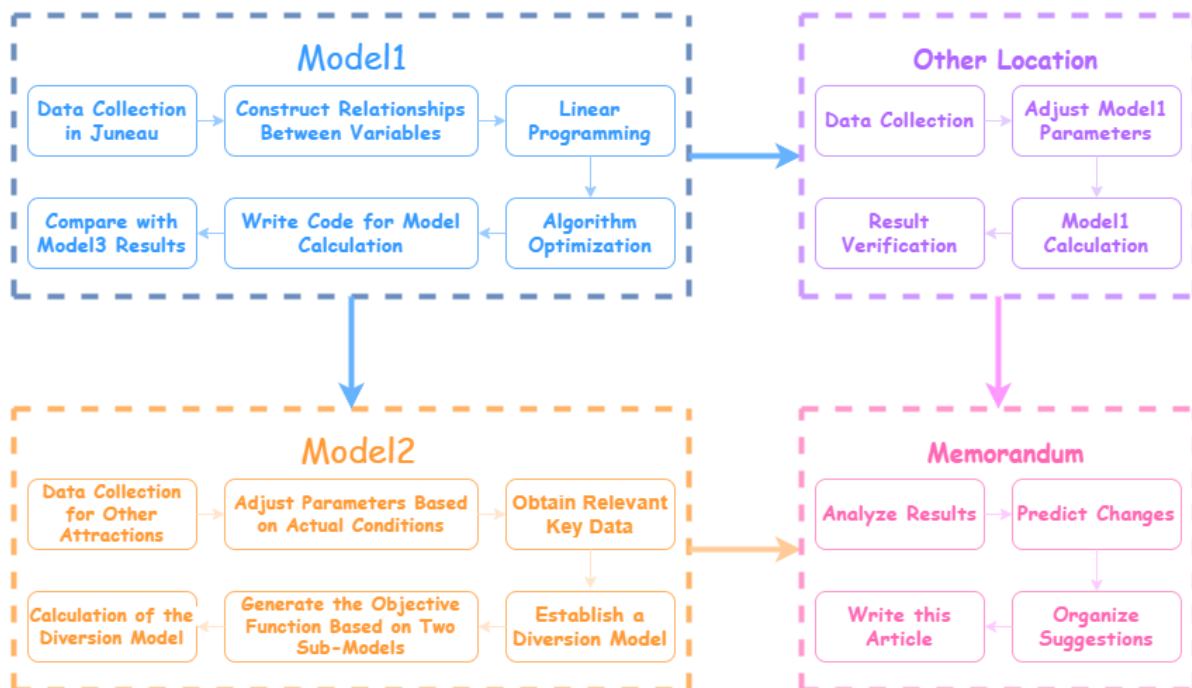 Model1
Data Collection
in Juneau
Construct Relationships
Between Variables
Linear
Programming
Compare with
Model3 Results
Write Code for Model
Calculation
Algorithm
Optimization
Other Location
Data Collection
Adjust Model1
Parameters
Result
Verification
Model1
Calculation
Model2
Data Collection
for Other
Attractions
Adjust Parameters Based
on Actual Conditions
Obtain Relevant
Key Data
Calculation of the
Diversion Model
Generate the Objective
Function Based on Two
Sub-Models
Establish a
Diversion Model
Memorandum
Analyze Results
Predict Changes
Write this
Article
Organize
Suggestions